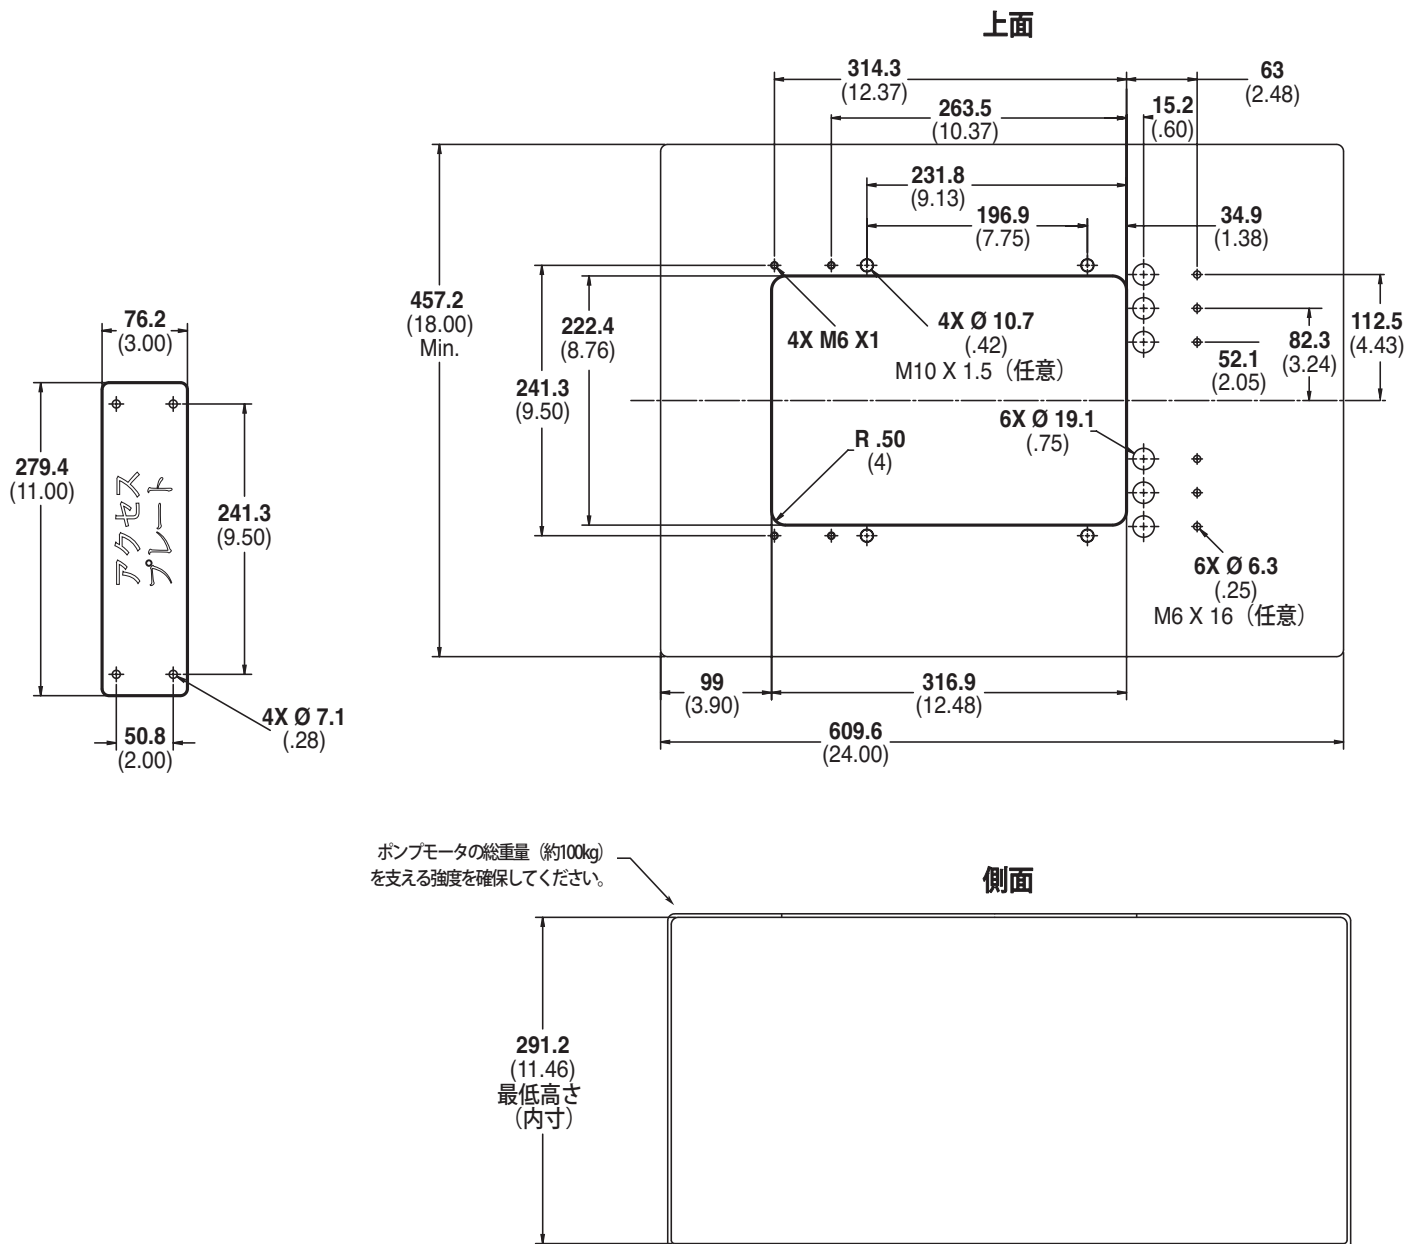 上面
314.3
(12.37)
63
(2.48)
263.5
(10.37)
15.2
(.60)
231.8
(9.13)
196.9
(7.75)
34.9
(1.38)
457.2
(18.00)
Min.
222.4
(8.76)
241.3
(9.50)
4X M6 X1
4X Ø 10.7
(.42)
M10 X 1.5（任意）
52.1
(2.05)
82.3
(3.24)
112.5
(4.43)
R .50
(4)
6X Ø 19.1
(.75)
6X Ø 6.3
(.25)
M6 X 16（任意）
99
(3.90)
316.9
(12.48)
609.6
(24.00)
76.2
(3.00)
279.4
(11.00)
アクセス
プレート
241.3
(9.50)
4X Ø 7.1
(.28)
50.8
(2.00)
ポンプモータの総重量（約100kg）
を支える強度を確保してください。
側面
291.2
(11.46)
最低高さ
（内寸）